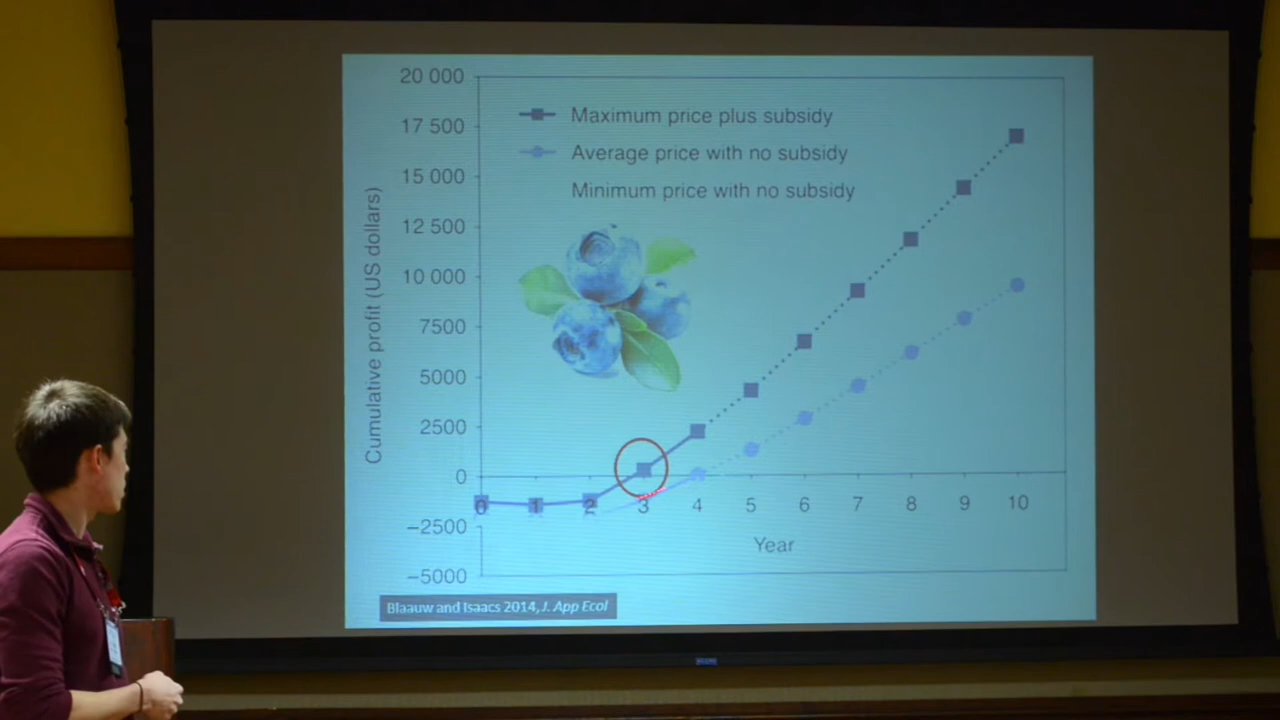 20 000
17 500
15 000
12 500
10 000
7500
5000
2500
0
−2500
−5000
Cumulative profit (US dollars)
Maximum price plus subsidy
Average price with no subsidy
Minimum price with no subsidy
0 1 2 3 4 5 6 7 8 9 10
Year
Blaauw and Isaacs 2014, J. App Ecol